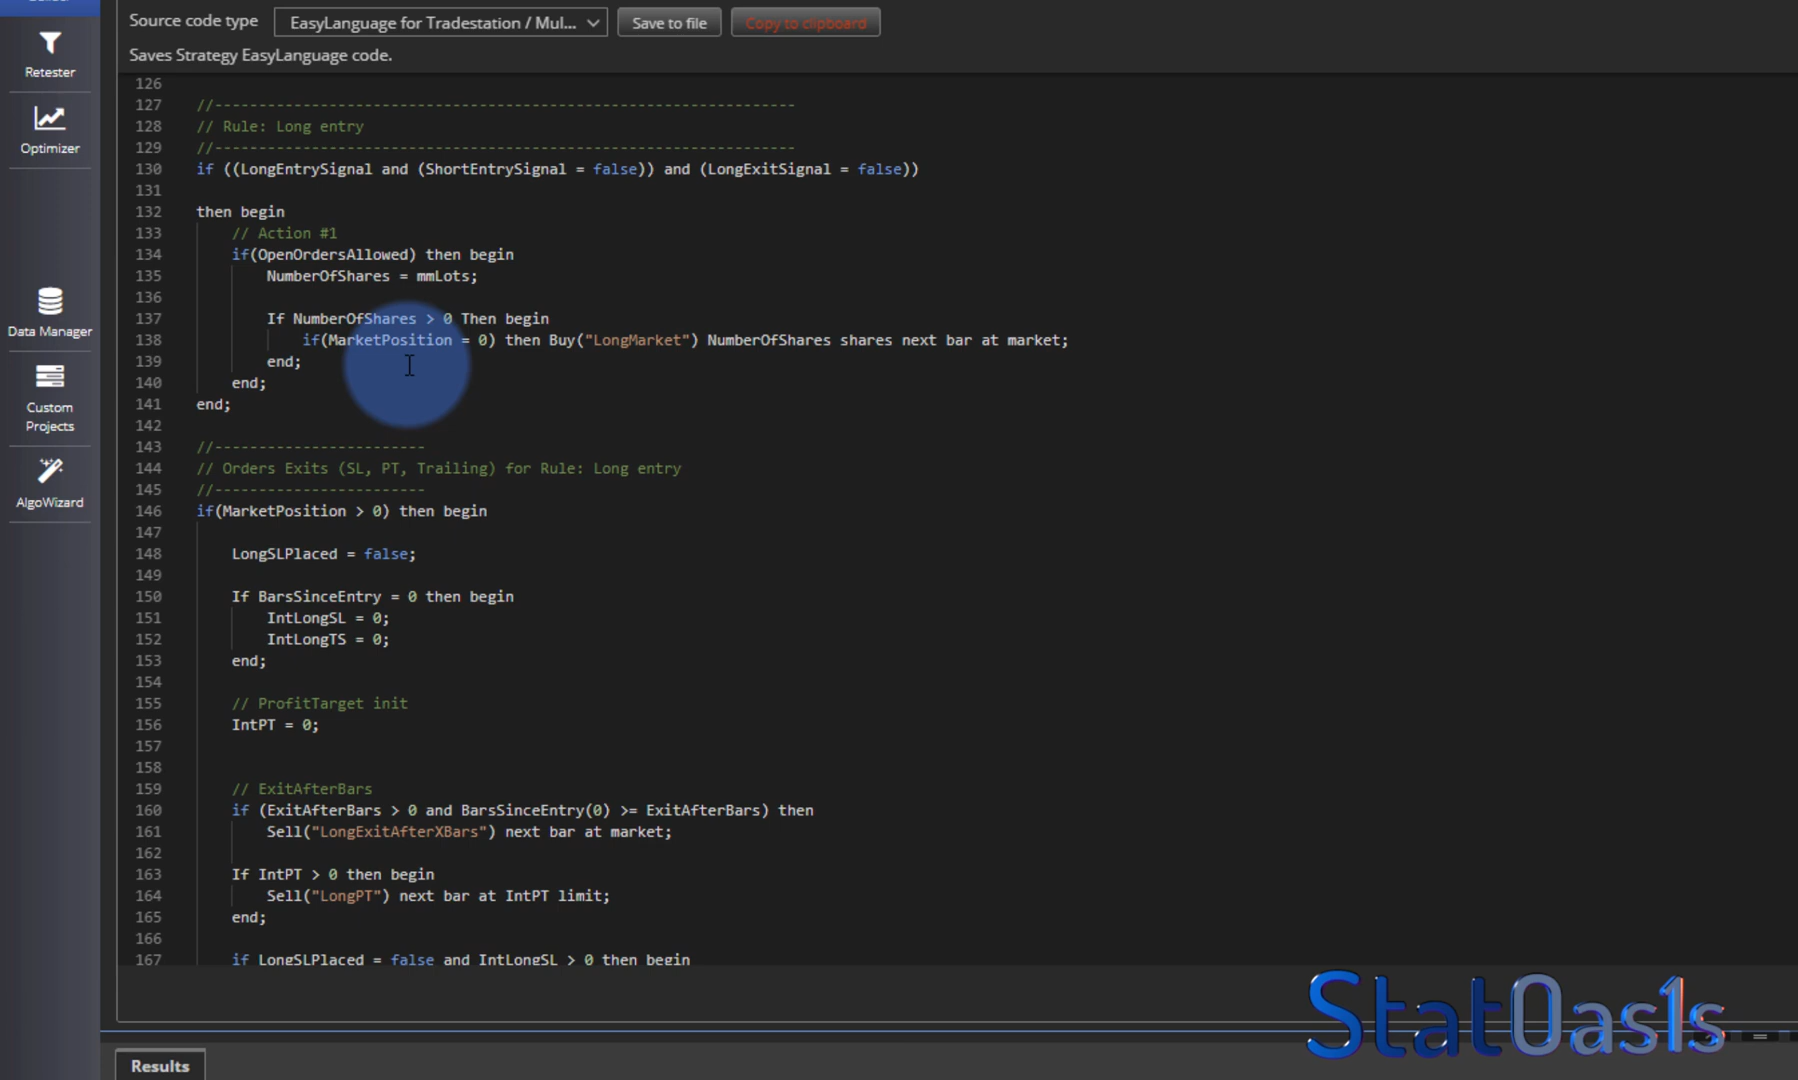 Builder
Source code type EasyLanguage for Tradestation / Mul... Save to file Copy to clipboard
Saves Strategy EasyLanguage code.
Retester
Optimizer
Data Manager
Custom
Projects
AlgoWizard
126
127 //------------------------------------------------------------------
128 // Rule: Long entry
129 //------------------------------------------------------------------
130 if ((LongEntrySignal and (ShortEntrySignal = false)) and (LongExitSignal = false))
131
132 then begin
133 // Action #1
134 if(OpenOrdersAllowed) then begin
135 NumberOfShares = mmLots;
136
137 If NumberOfShares > 0 Then begin
138 if(MarketPosition = 0) then Buy("LongMarket") NumberOfShares shares next bar at market;
139 end;
140 end;
141 end;
142
143 //------------------------
144 // Orders Exits (SL, PT, Trailing) for Rule: Long entry
145 //------------------------
146 if(MarketPosition > 0) then begin
147
148 LongSLPlaced = false;
149
150 If BarsSinceEntry = 0 then begin
151 IntLongSL = 0;
152 IntLongTS = 0;
153 end;
154
155 // ProfitTarget init
156 IntPT = 0;
157
158
159 // ExitAfterBars
160 if (ExitAfterBars > 0 and BarsSinceEntry(0) >= ExitAfterBars) then
161 Sell("LongExitAfterXBars") next bar at market;
162
163 If IntPT > 0 then begin
164 Sell("LongPT") next bar at IntPT limit;
165 end;
166
167 if LongSLPlaced = false and IntLongSL > 0 then begin
StatOas1s
Results